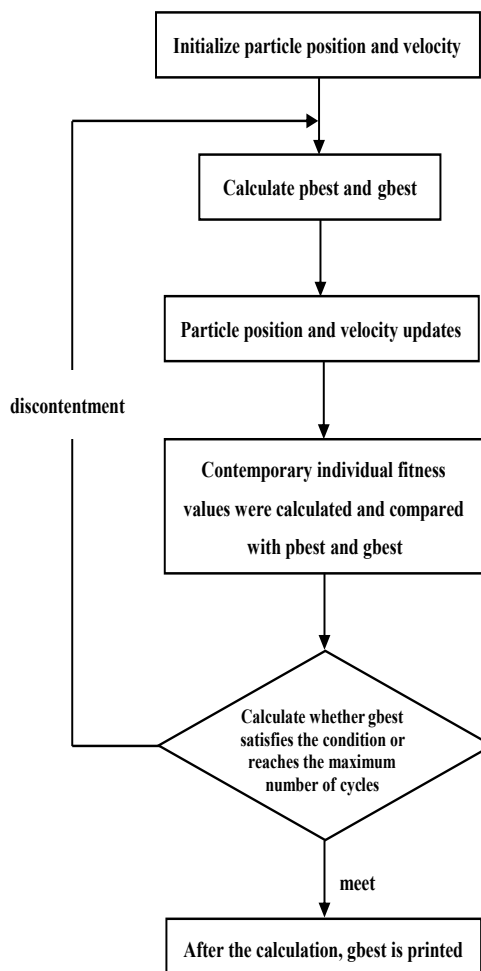 Initialize particle position and velocity
Calculate pbest and gbest
Particle position and velocity updates
discontentment
Contemporary individual fitness
values were calculated and compared
with pbest and gbest
Calculate whether gbest
satisfies the condition or
reaches the maximum
number of cycles
meet
After the calculation, gbest is printed